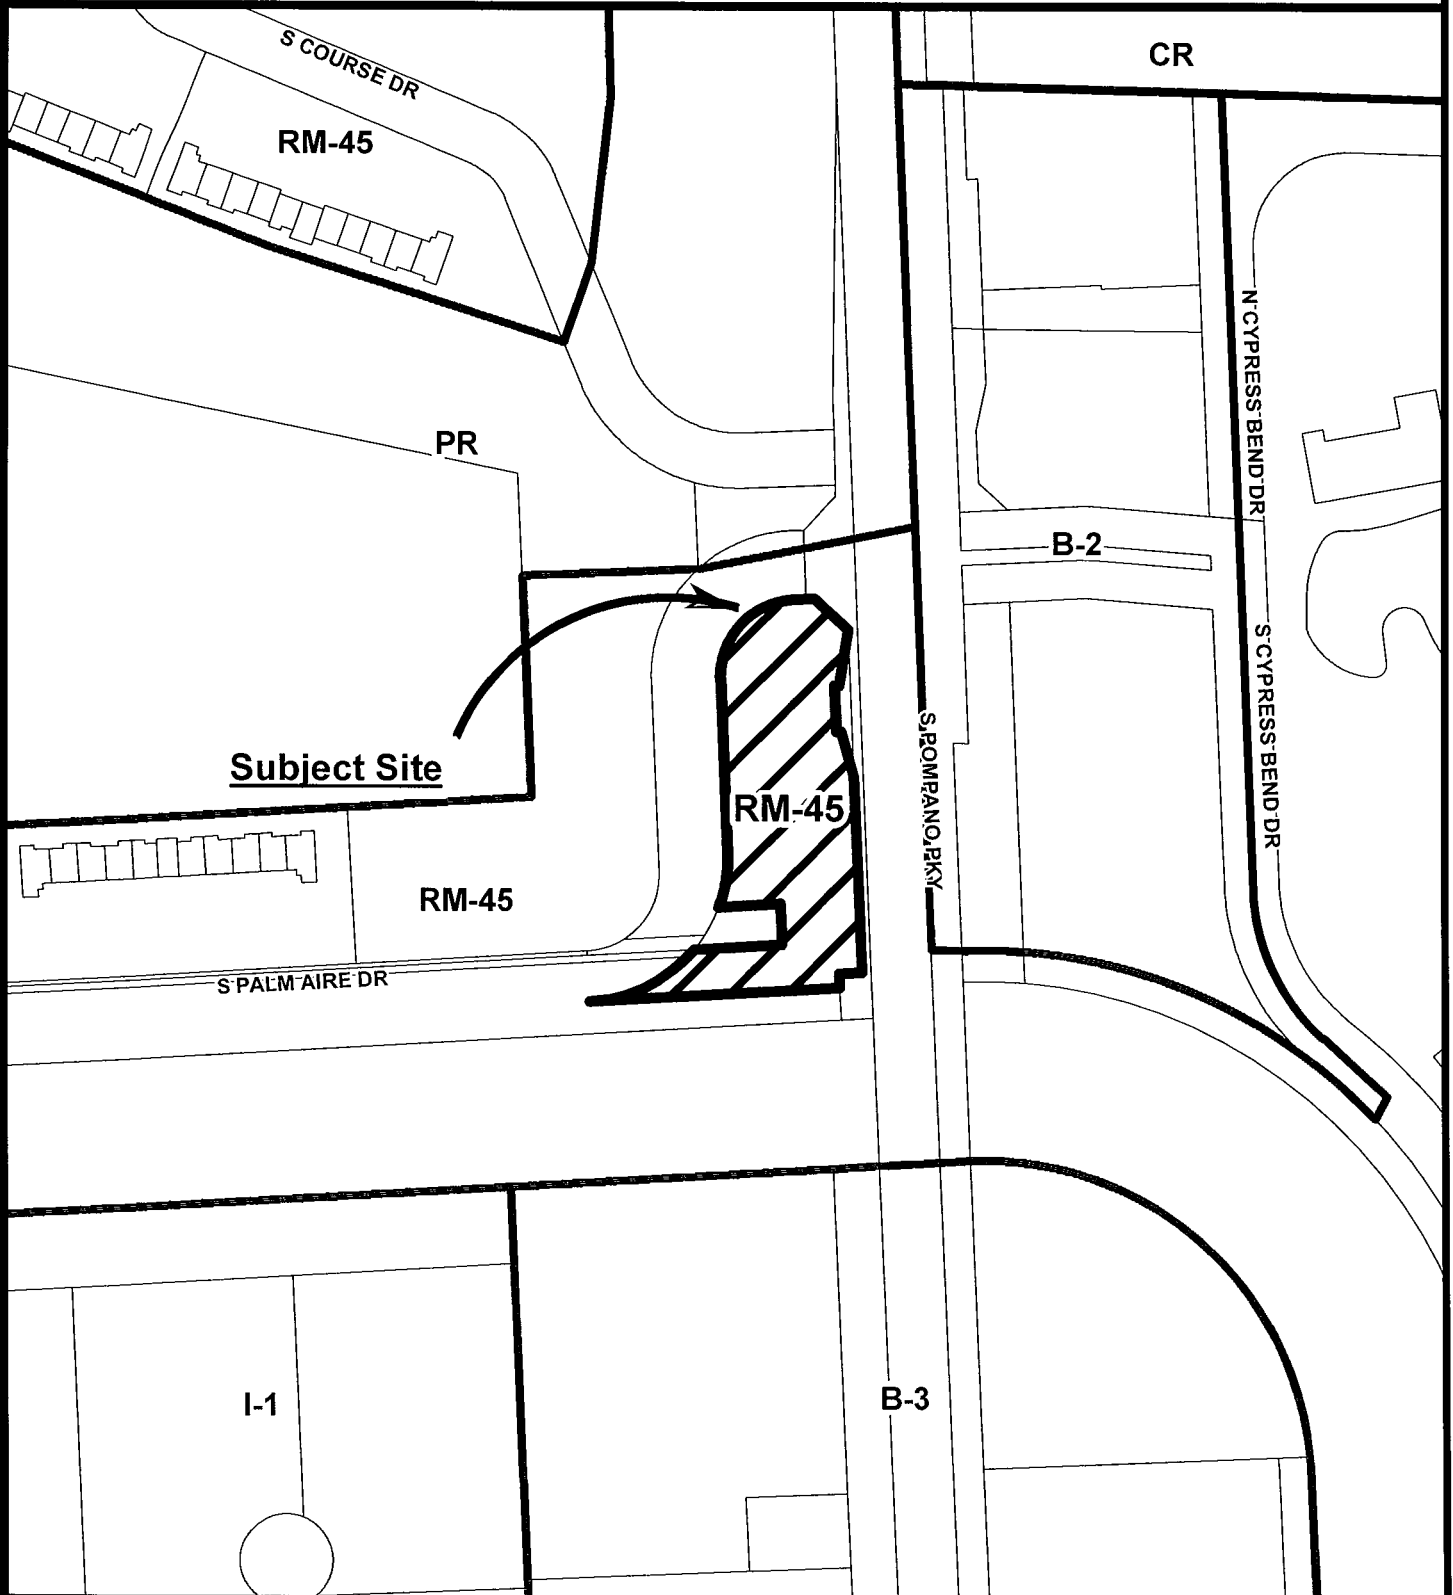 S COURSE DR
CR
RM-45
N CYPRESS BEND DR
PR
B-2
S CYPRESS BEND DR
S POMPANO PKY
Subject Site
RM-45
RM-45
S PALM AIRE DR
I-1
B-3